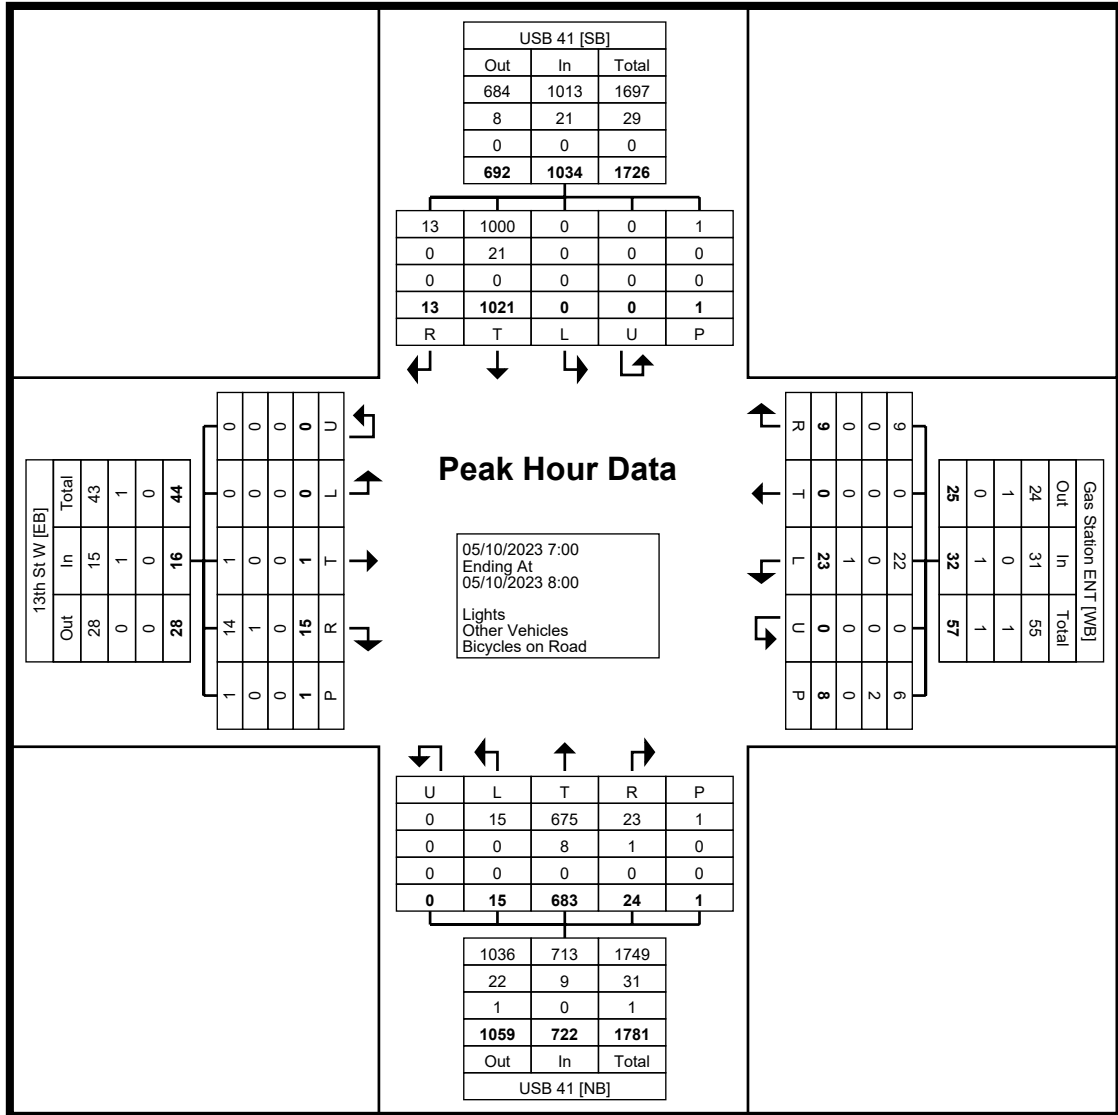 USB 41 [SB]
Out In Total
684 1013 1697
8 21 29
0 0 0
692 1034 1726
13 1000 0 0 1
0 21 0 0 0
0 0 0 0 0
13 1021 0 0 1
R T L U P
13th St W [EB]
Total In Out
43 15 28
1 1 0
0 0 0
44 16 28
0 0 1 14 1
0 0 0 1 0
0 0 0 0 0
0 0 1 15 1
U L T R P
Peak Hour Data
05/10/2023 7:00
Ending At
05/10/2023 8:00
Lights
Other Vehicles
Bicycles on Road
R T L U P
9 0 23 0 8
0 0 1 0 0
0 0 0 0 2
9 0 22 0 6
25 32 57
0 1 1
1 0 1
24 31 55
Out In Total
Gas Station ENT [WB]
U L T R P
0 15 675 23 1
0 0 8 1 0
0 0 0 0 0
0 15 683 24 1
1036 713 1749
22 9 31
1 0 1
1059 722 1781
Out In Total
USB 41 [NB]